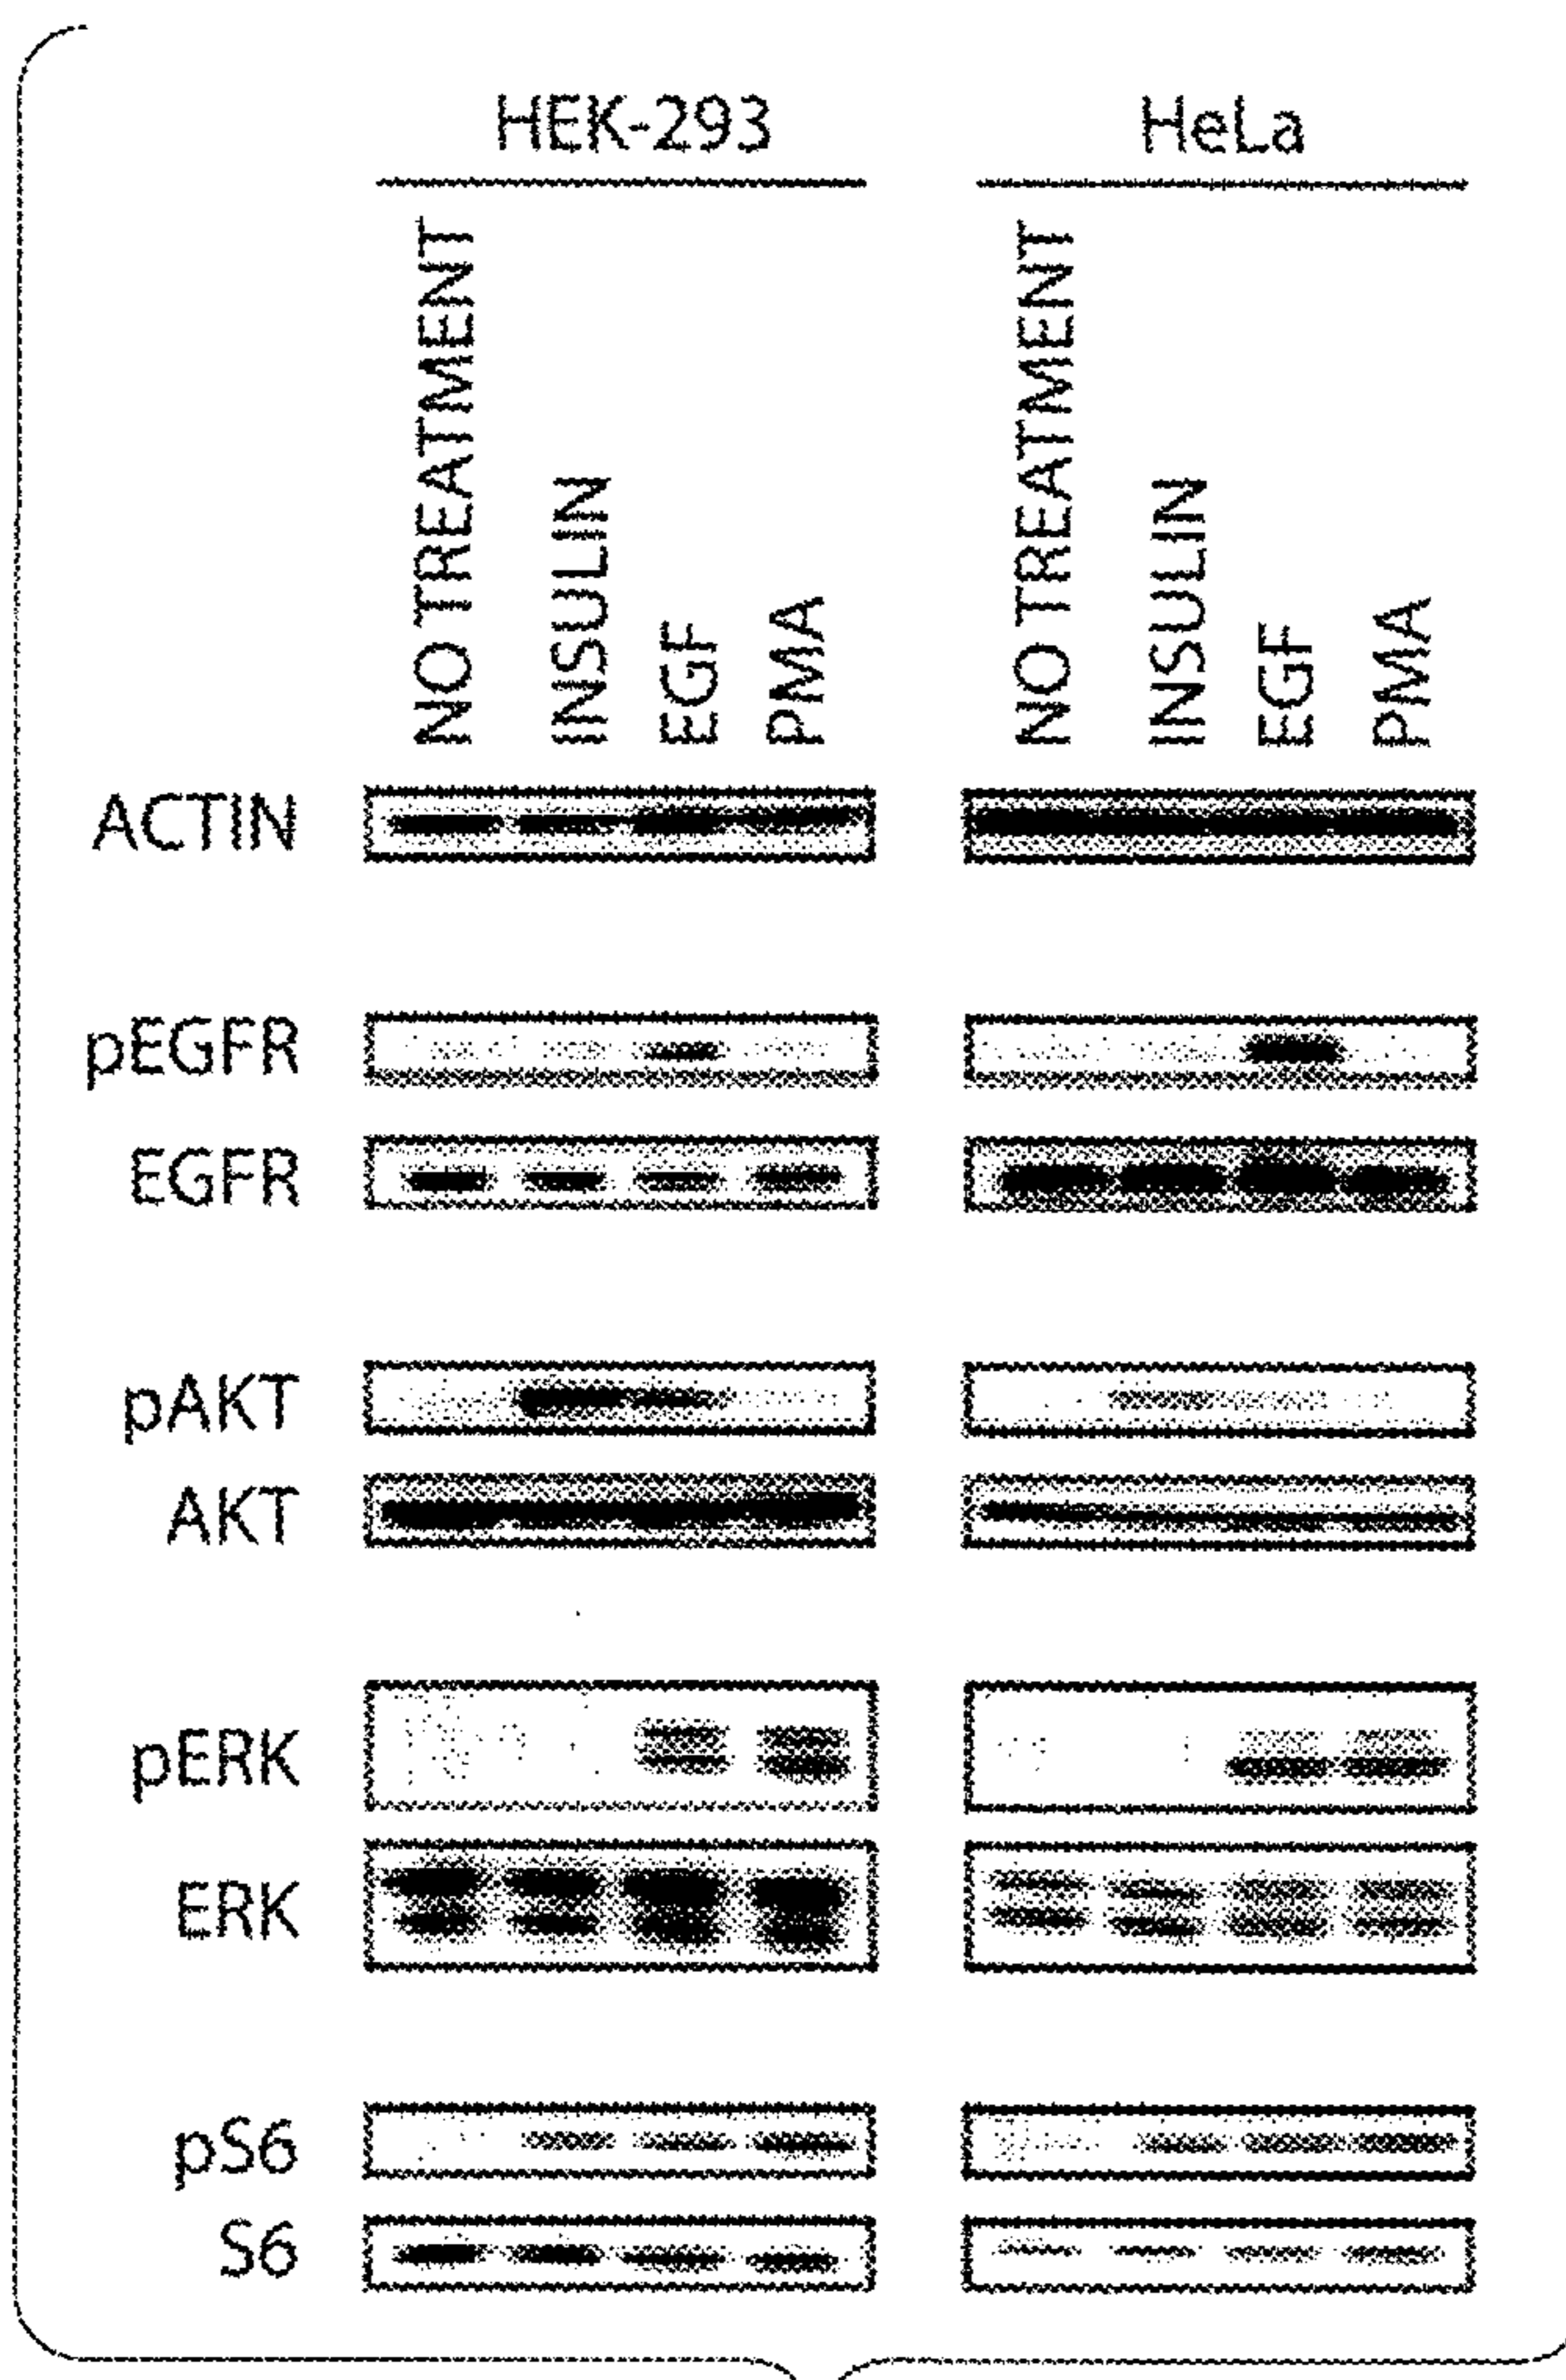 HEK-293 HeLa
NO TREATMENT INSULIN EGF PMA NO TREATMENT INSULIN EGF PMA
ACTIN
pEGFR
EGFR
pAKT
AKT
pERK
ERK
pS6
S6